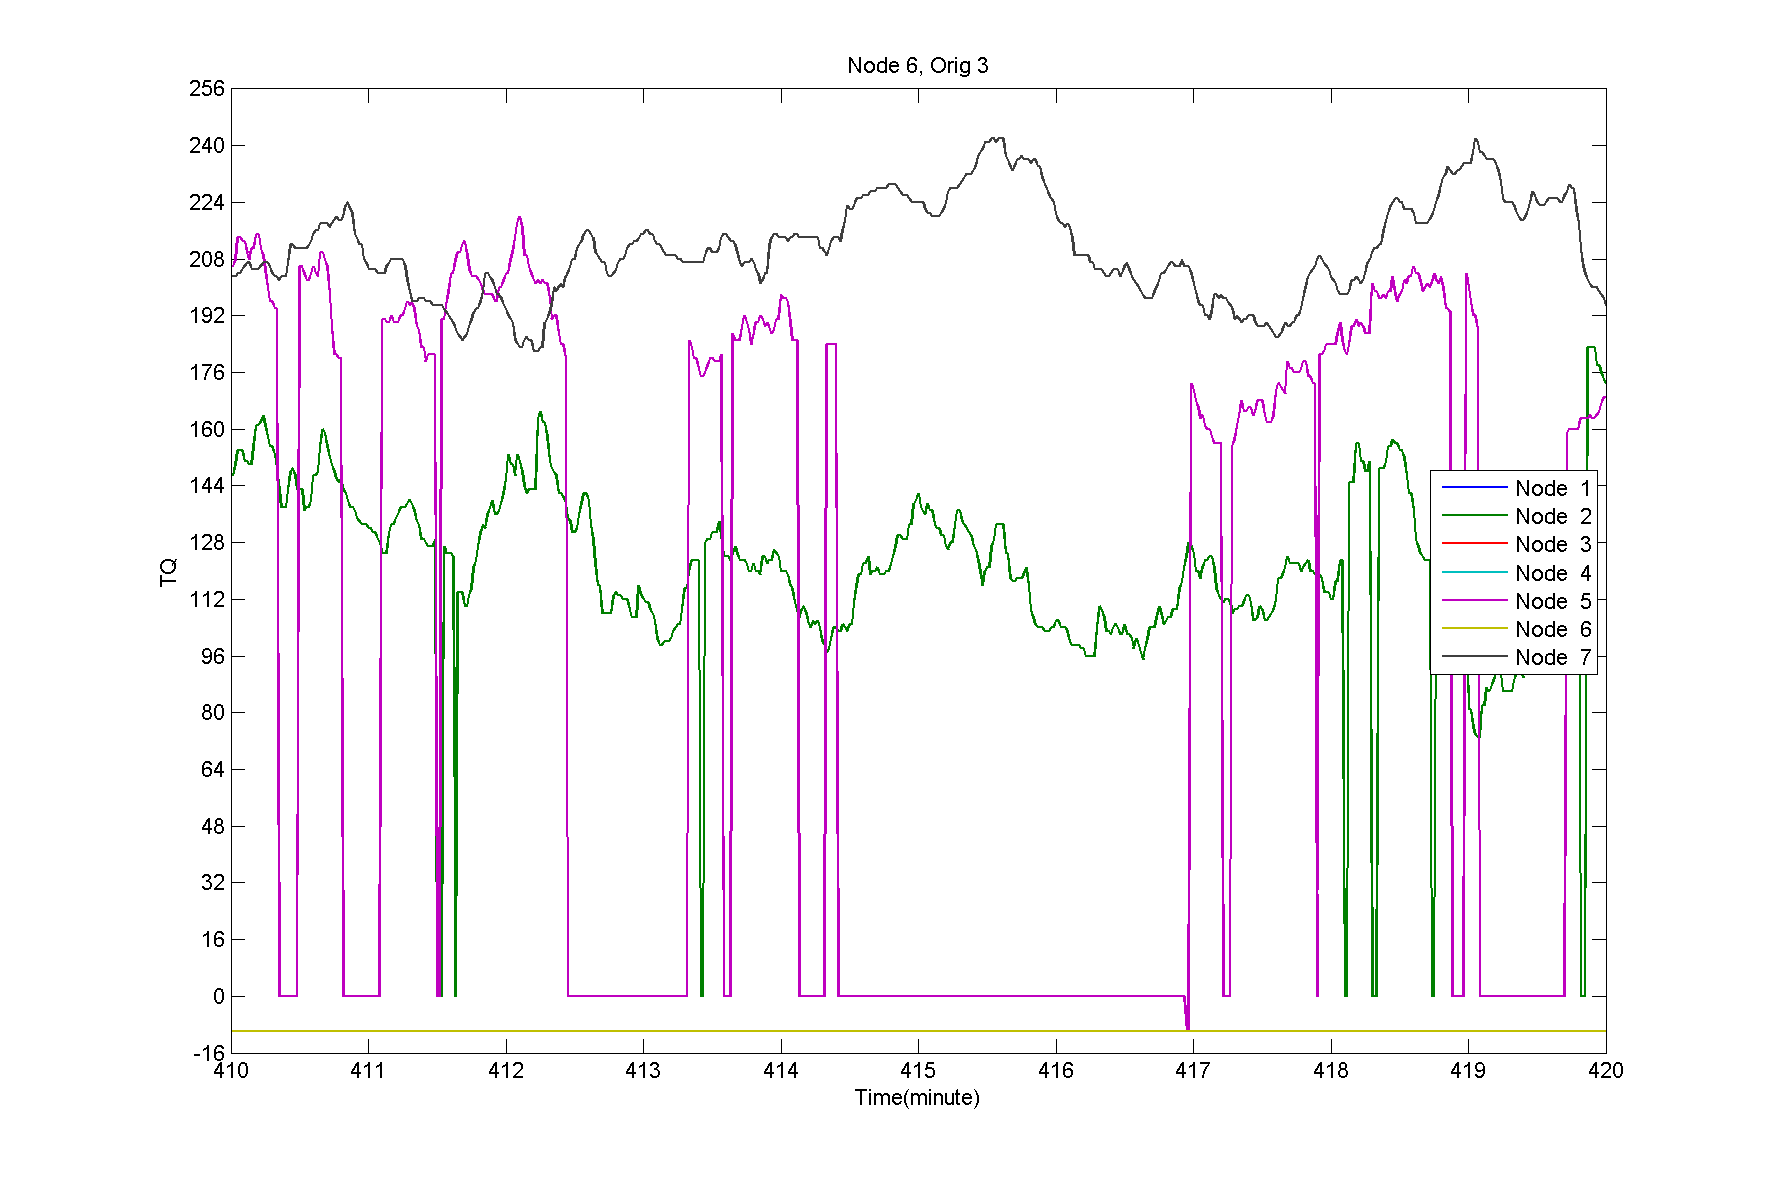 Node 6, Orig 3
256
240
224
208
192
176
160
144
128
112
96
80
64
48
32
16
0
-16
TQ
Node 1
Node 2
Node 3
Node 4
Node 5
Node 6
Node 7
410 411 412 413 414 415 416 417 418 419 420
Time(minute)